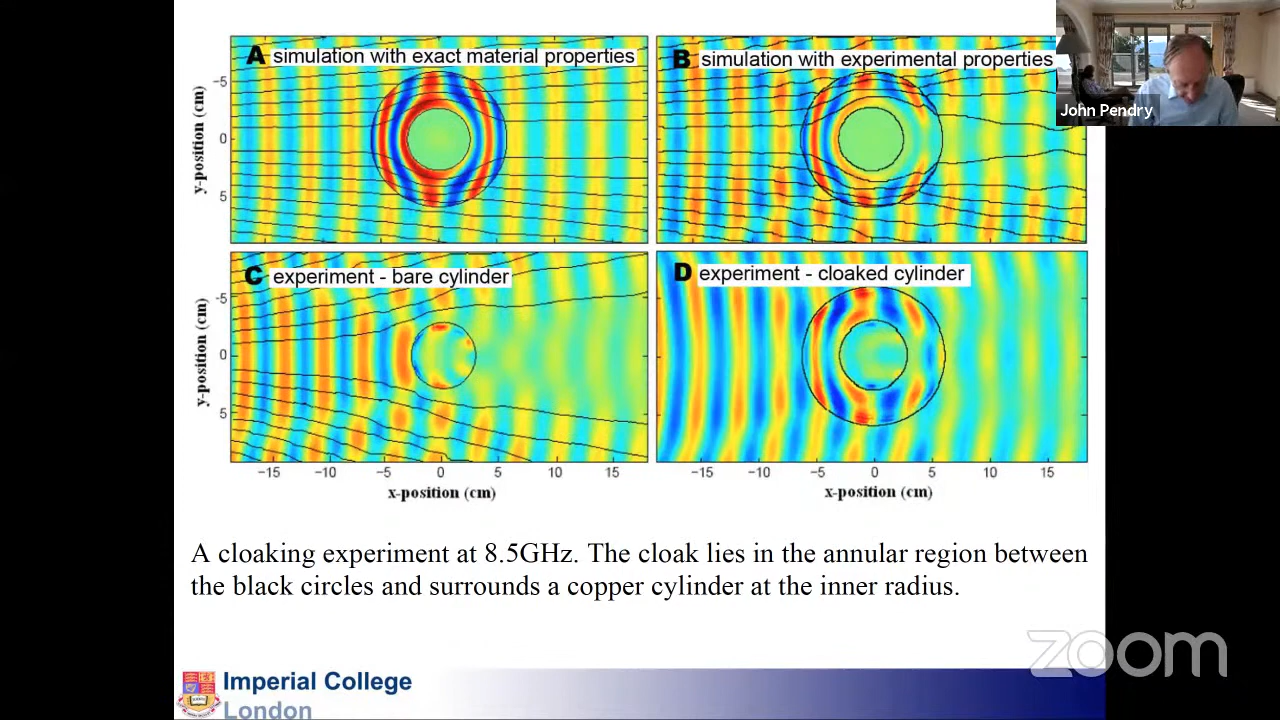 A simulation with exact material properties
B simulation with experimental properties
John Pendry
y-position (cm)
-5
0
5
C experiment - bare cylinder
D experiment - cloaked cylinder
y-position (cm)
-5
0
5
−15 −10 −5 0 5 10 15
−15 −10 −5 0 5 10 15
x-position (cm)
x-position (cm)
A cloaking experiment at 8.5GHz. The cloak lies in the annular region between
the black circles and surrounds a copper cylinder at the inner radius.
zoom
Imperial College
London